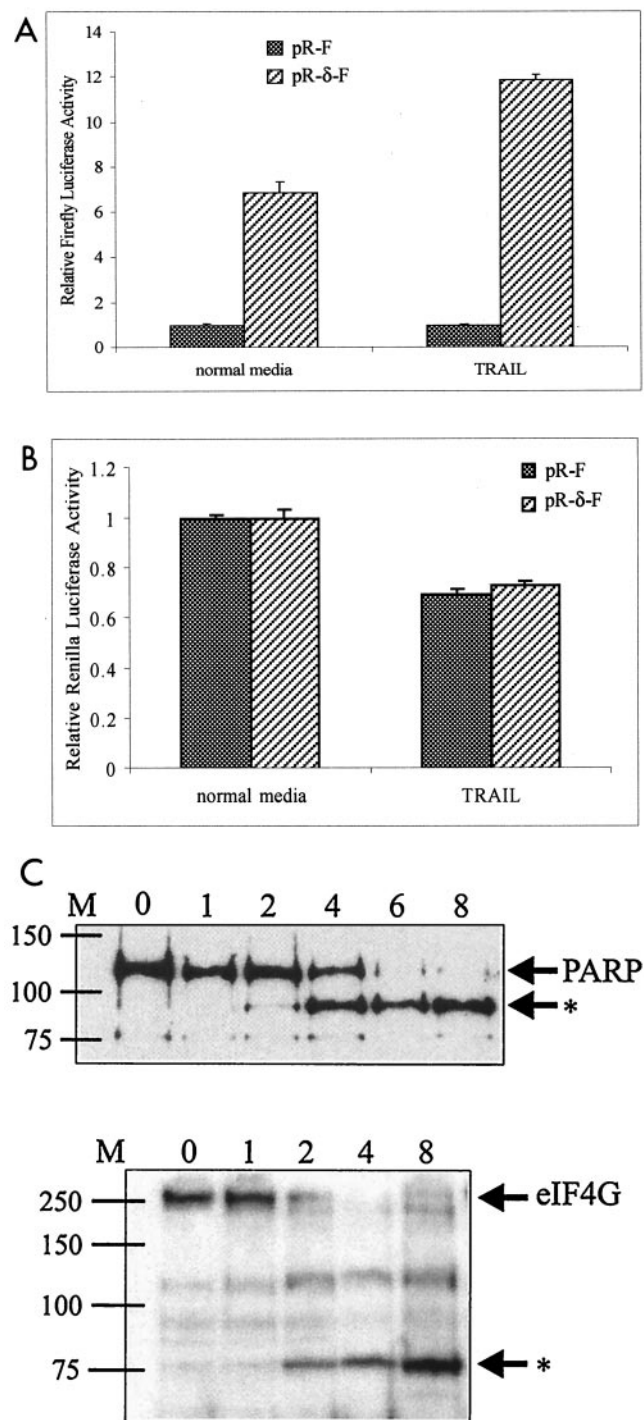 A
Relative Firefly Luciferase Activity
14
12
10
8
6
4
2
0
pR-F
pR-δ-F
normal media
TRAIL
B
Relative Renilla Luciferase Activity
1.2
1
0.8
0.6
0.4
0.2
0
pR-F
pR-δ-F
normal media
TRAIL
C
M 0 1 2 4 6 8
150
100
75
PARP
*
M 0 1 2 4 8
250
150
100
75
eIF4G
*